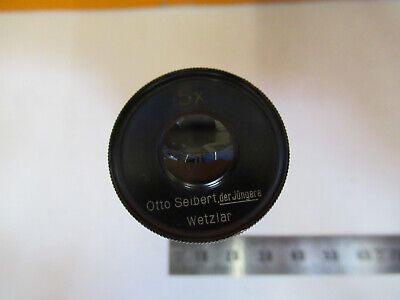 5x
Otto Seibert, der Jüngere
Wetzlar